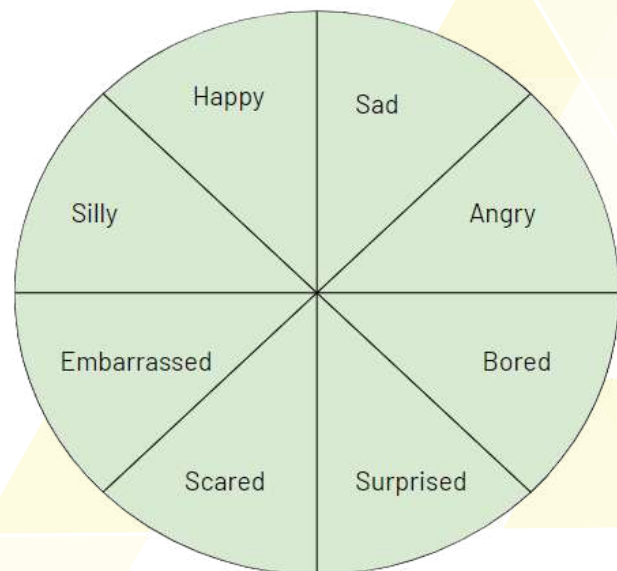 Happy
Sad
Silly
Angry
Embarrassed
Bored
Scared
Surprised